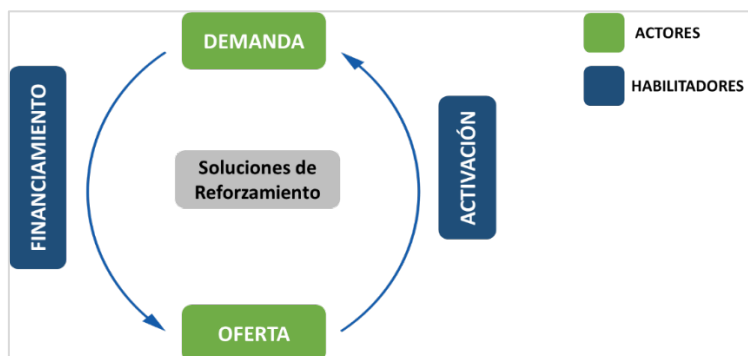 DEMANDA
ACTORES
HABILITADORES
FINANCIAMIENTO
Soluciones de
Reforzamiento
ACTIVACIÓN
OFERTA